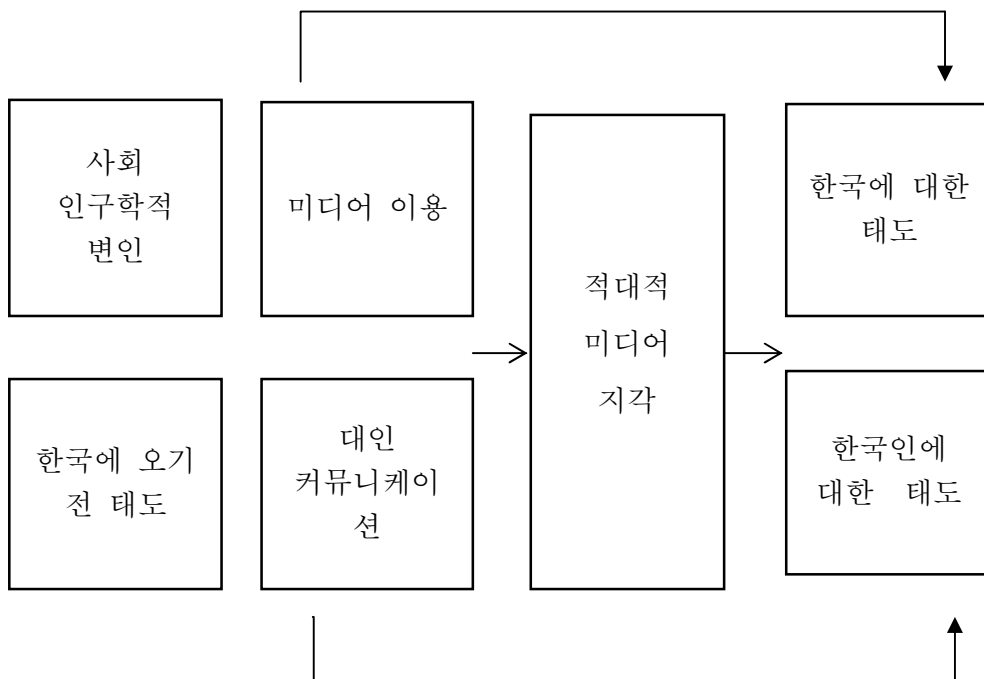 사회
인구학적
변인
미디어 이용
한국에 오기
전 태도
대인
커뮤니케이
션
적대적
미디어
지각
한국에 대한
태도
한국인에
대한 태도